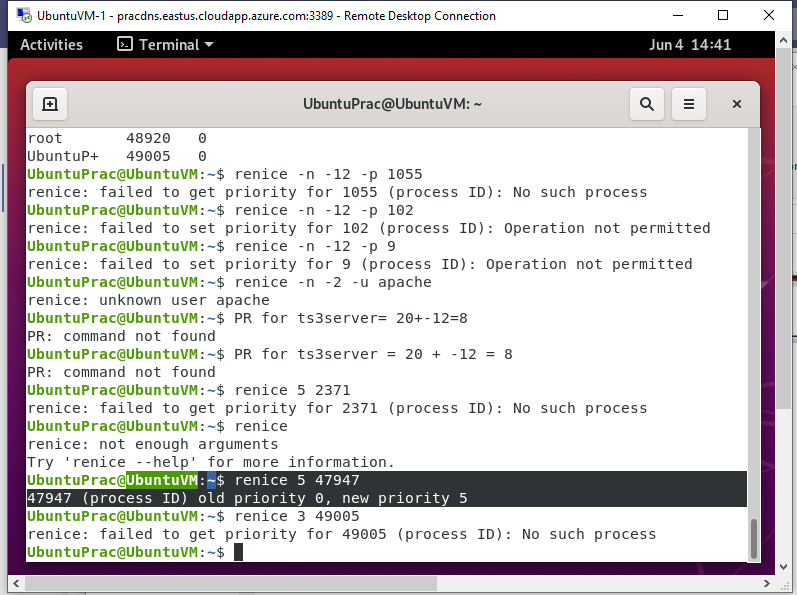 UbuntuVM-1 - pracdns.eastus.cloudapp.azure.com:3389 - Remote Desktop Connection
Activities Terminal Jun 4 14:41
UbuntuPrac@UbuntuVM: ~
root 48920 0
UbuntuP+ 49005 0
UbuntuPrac@UbuntuVM:~$ renice -n -12 -p 1055
renice: failed to get priority for 1055 (process ID): No such process
UbuntuPrac@UbuntuVM:~$ renice -n -12 -p 102
renice: failed to set priority for 102 (process ID): Operation not permitted
UbuntuPrac@UbuntuVM:~$ renice -n -12 -p 9
renice: failed to set priority for 9 (process ID): Operation not permitted
UbuntuPrac@UbuntuVM:~$ renice -n -2 -u apache
renice: unknown user apache
UbuntuPrac@UbuntuVM:~$ PR for ts3server= 20+-12=8
PR: command not found
UbuntuPrac@UbuntuVM:~$ PR for ts3server = 20 + -12 = 8
PR: command not found
UbuntuPrac@UbuntuVM:~$ renice 5 2371
renice: failed to get priority for 2371 (process ID): No such process
UbuntuPrac@UbuntuVM:~$ renice
renice: not enough arguments
Try 'renice --help' for more information.
UbuntuPrac@UbuntuVM:~$ renice 5 47947
47947 (process ID) old priority 0, new priority 5
UbuntuPrac@UbuntuVM:~$ renice 3 49005
renice: failed to get priority for 49005 (process ID): No such process
UbuntuPrac@UbuntuVM:~$